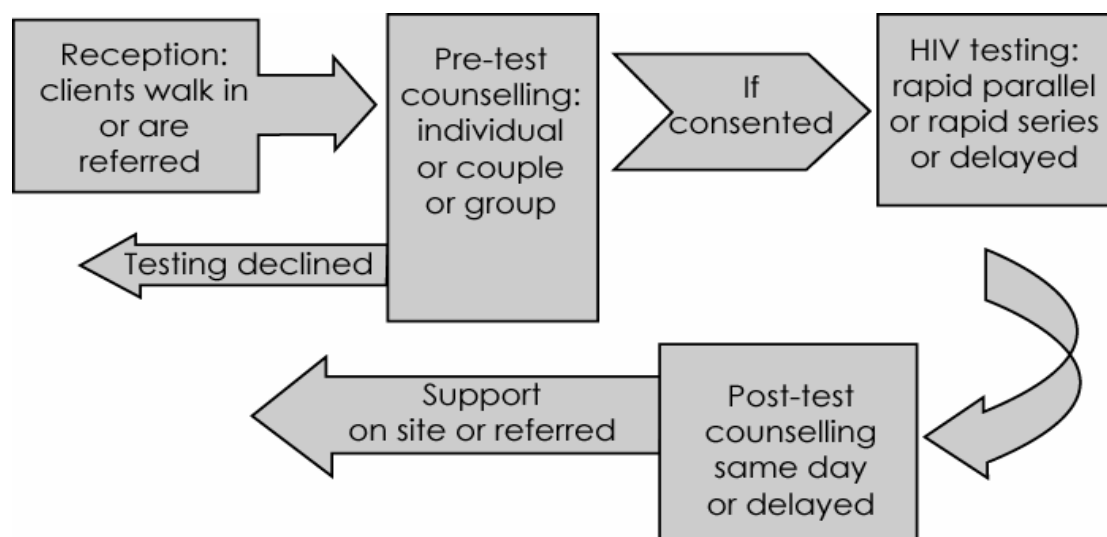 Reception:
clients walk in
or are
referred
Pre-test
counselling:
individual
or couple
or group
If
consented
HIV testing:
rapid parallel
or rapid series
or delayed
Testing declined
Support
on site or referred
Post-test
counselling
same day
or delayed